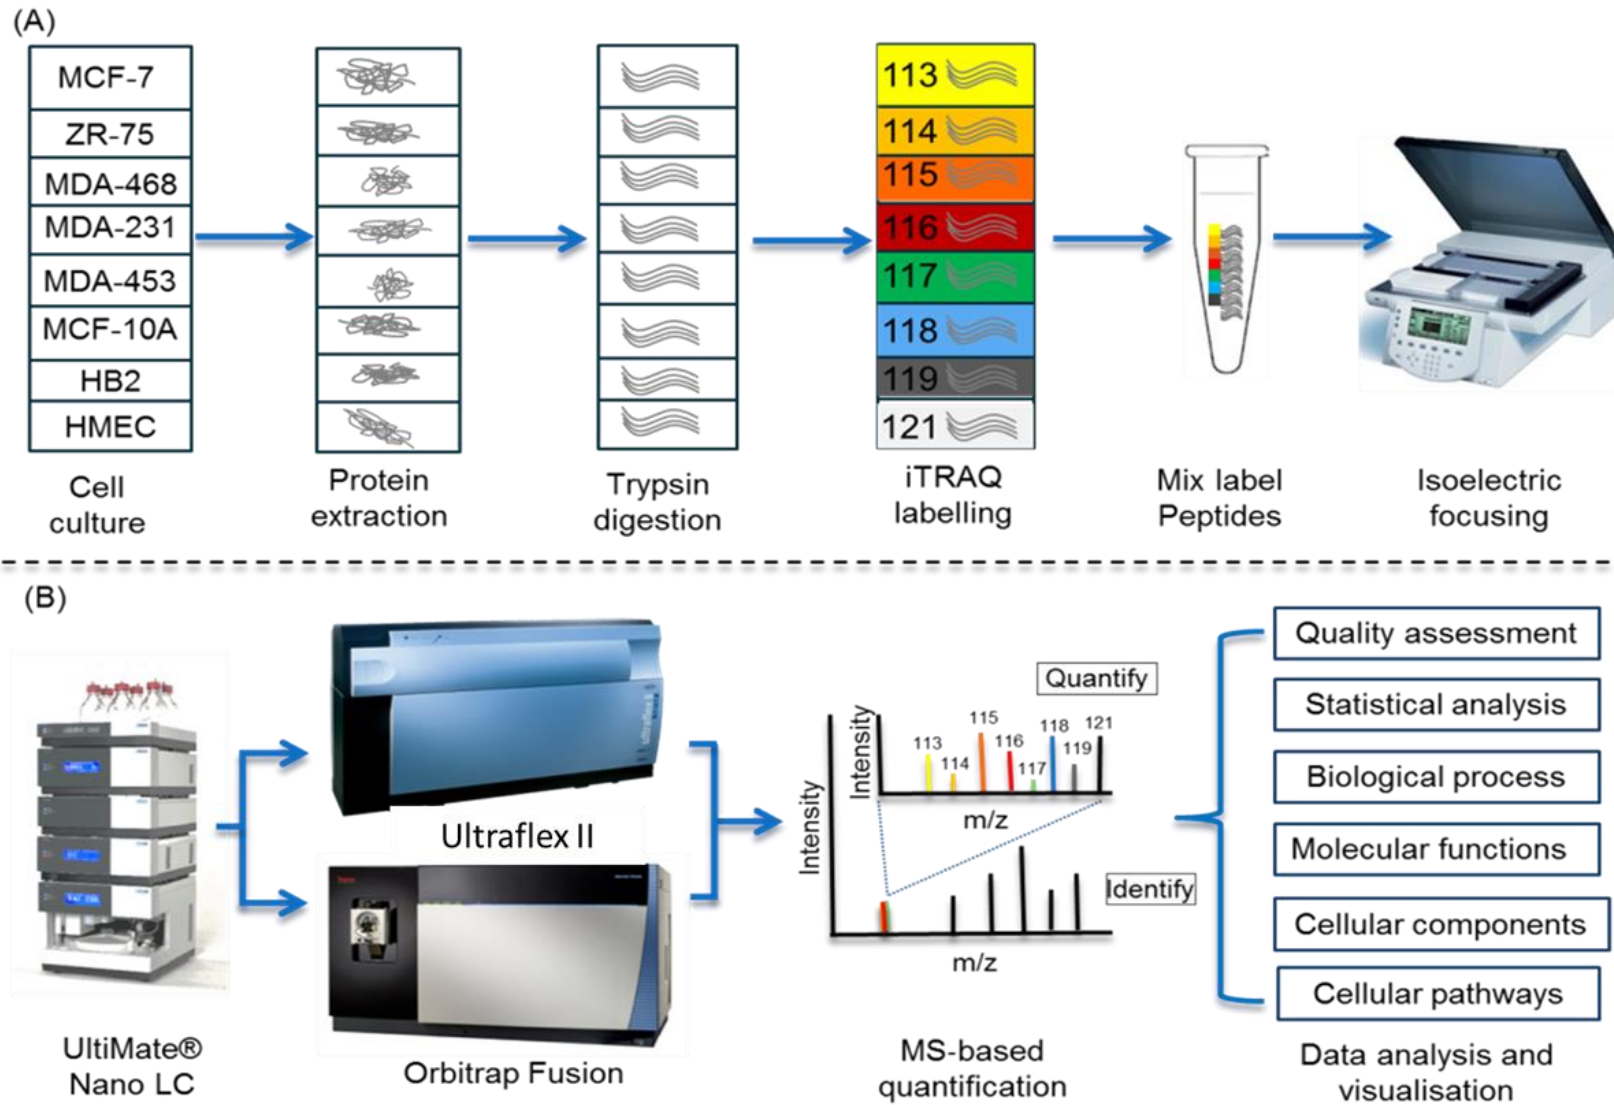 (A)
MCF-7
ZR-75
MDA-468
MDA-231
MDA-453
MCF-10A
HB2
HMEC
Cell
culture
Protein
extraction
Trypsin
digestion
113
114
115
116
117
118
119
121
iTRAQ
labelling
Mix label
Peptides
Isoelectric
focusing
(B)
UltiMate®
Nano LC
Ultraflex II
Orbitrap Fusion
Quantify
Intensity
113
114
115
116
117
118
119
121
m/z
Intensity
Identify
m/z
MS-based
quantification
Quality assessment
Statistical analysis
Biological process
Molecular functions
Cellular components
Cellular pathways
Data analysis and
visualisation